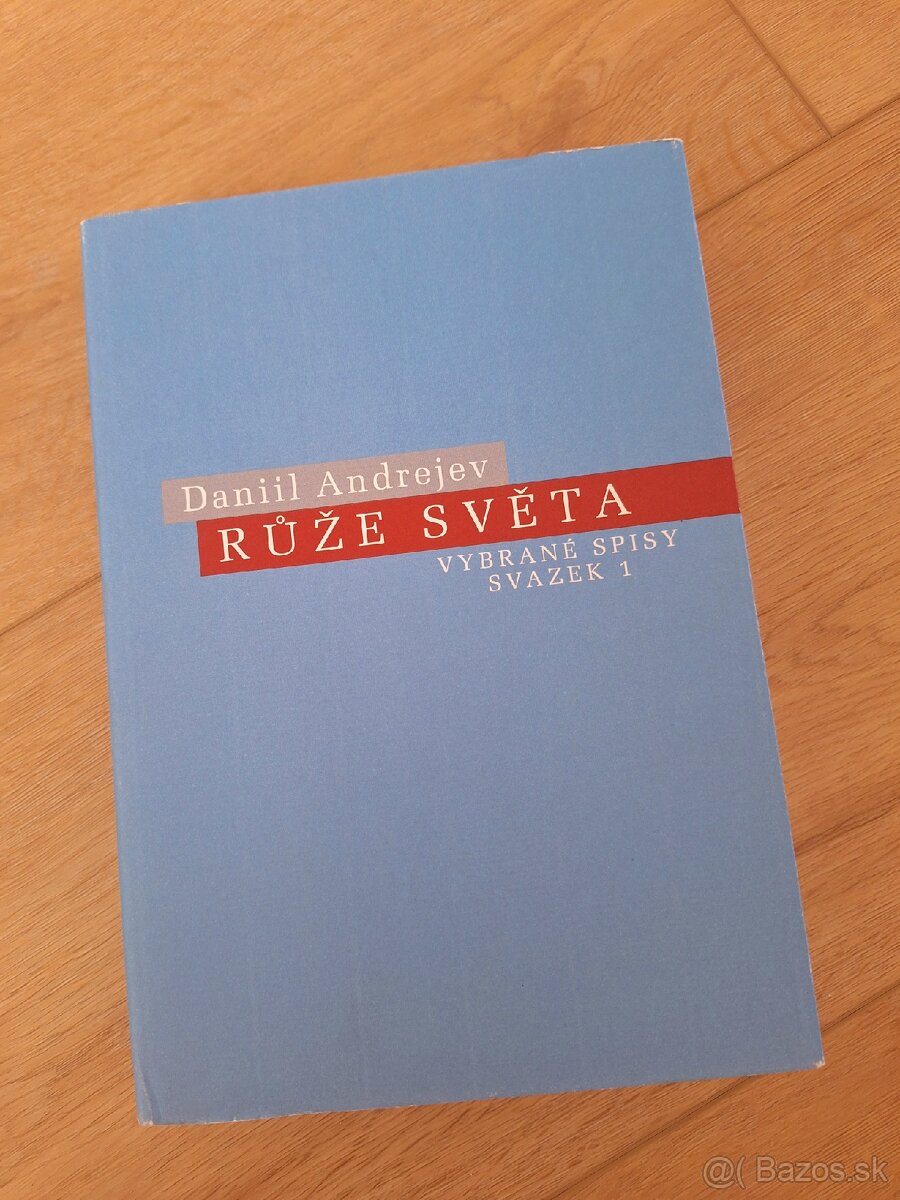 Daniil Andrejev
RŮŽE SVĚTA
VYBRANÉ SPISY
SVAZEK 1
@( Bazos.sk